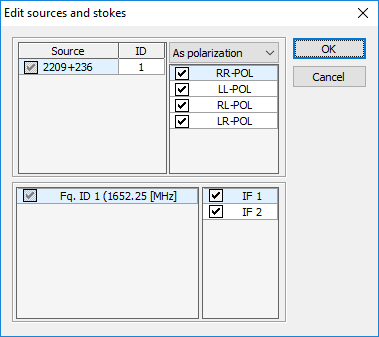 Edit sources and stokes
Source ID
2209+236 1
As polarization
RR-POL
LL-POL
RL-POL
LR-POL
OK
Cancel
Fq. ID 1 (1652.25 [MHz]
IF 1
IF 2